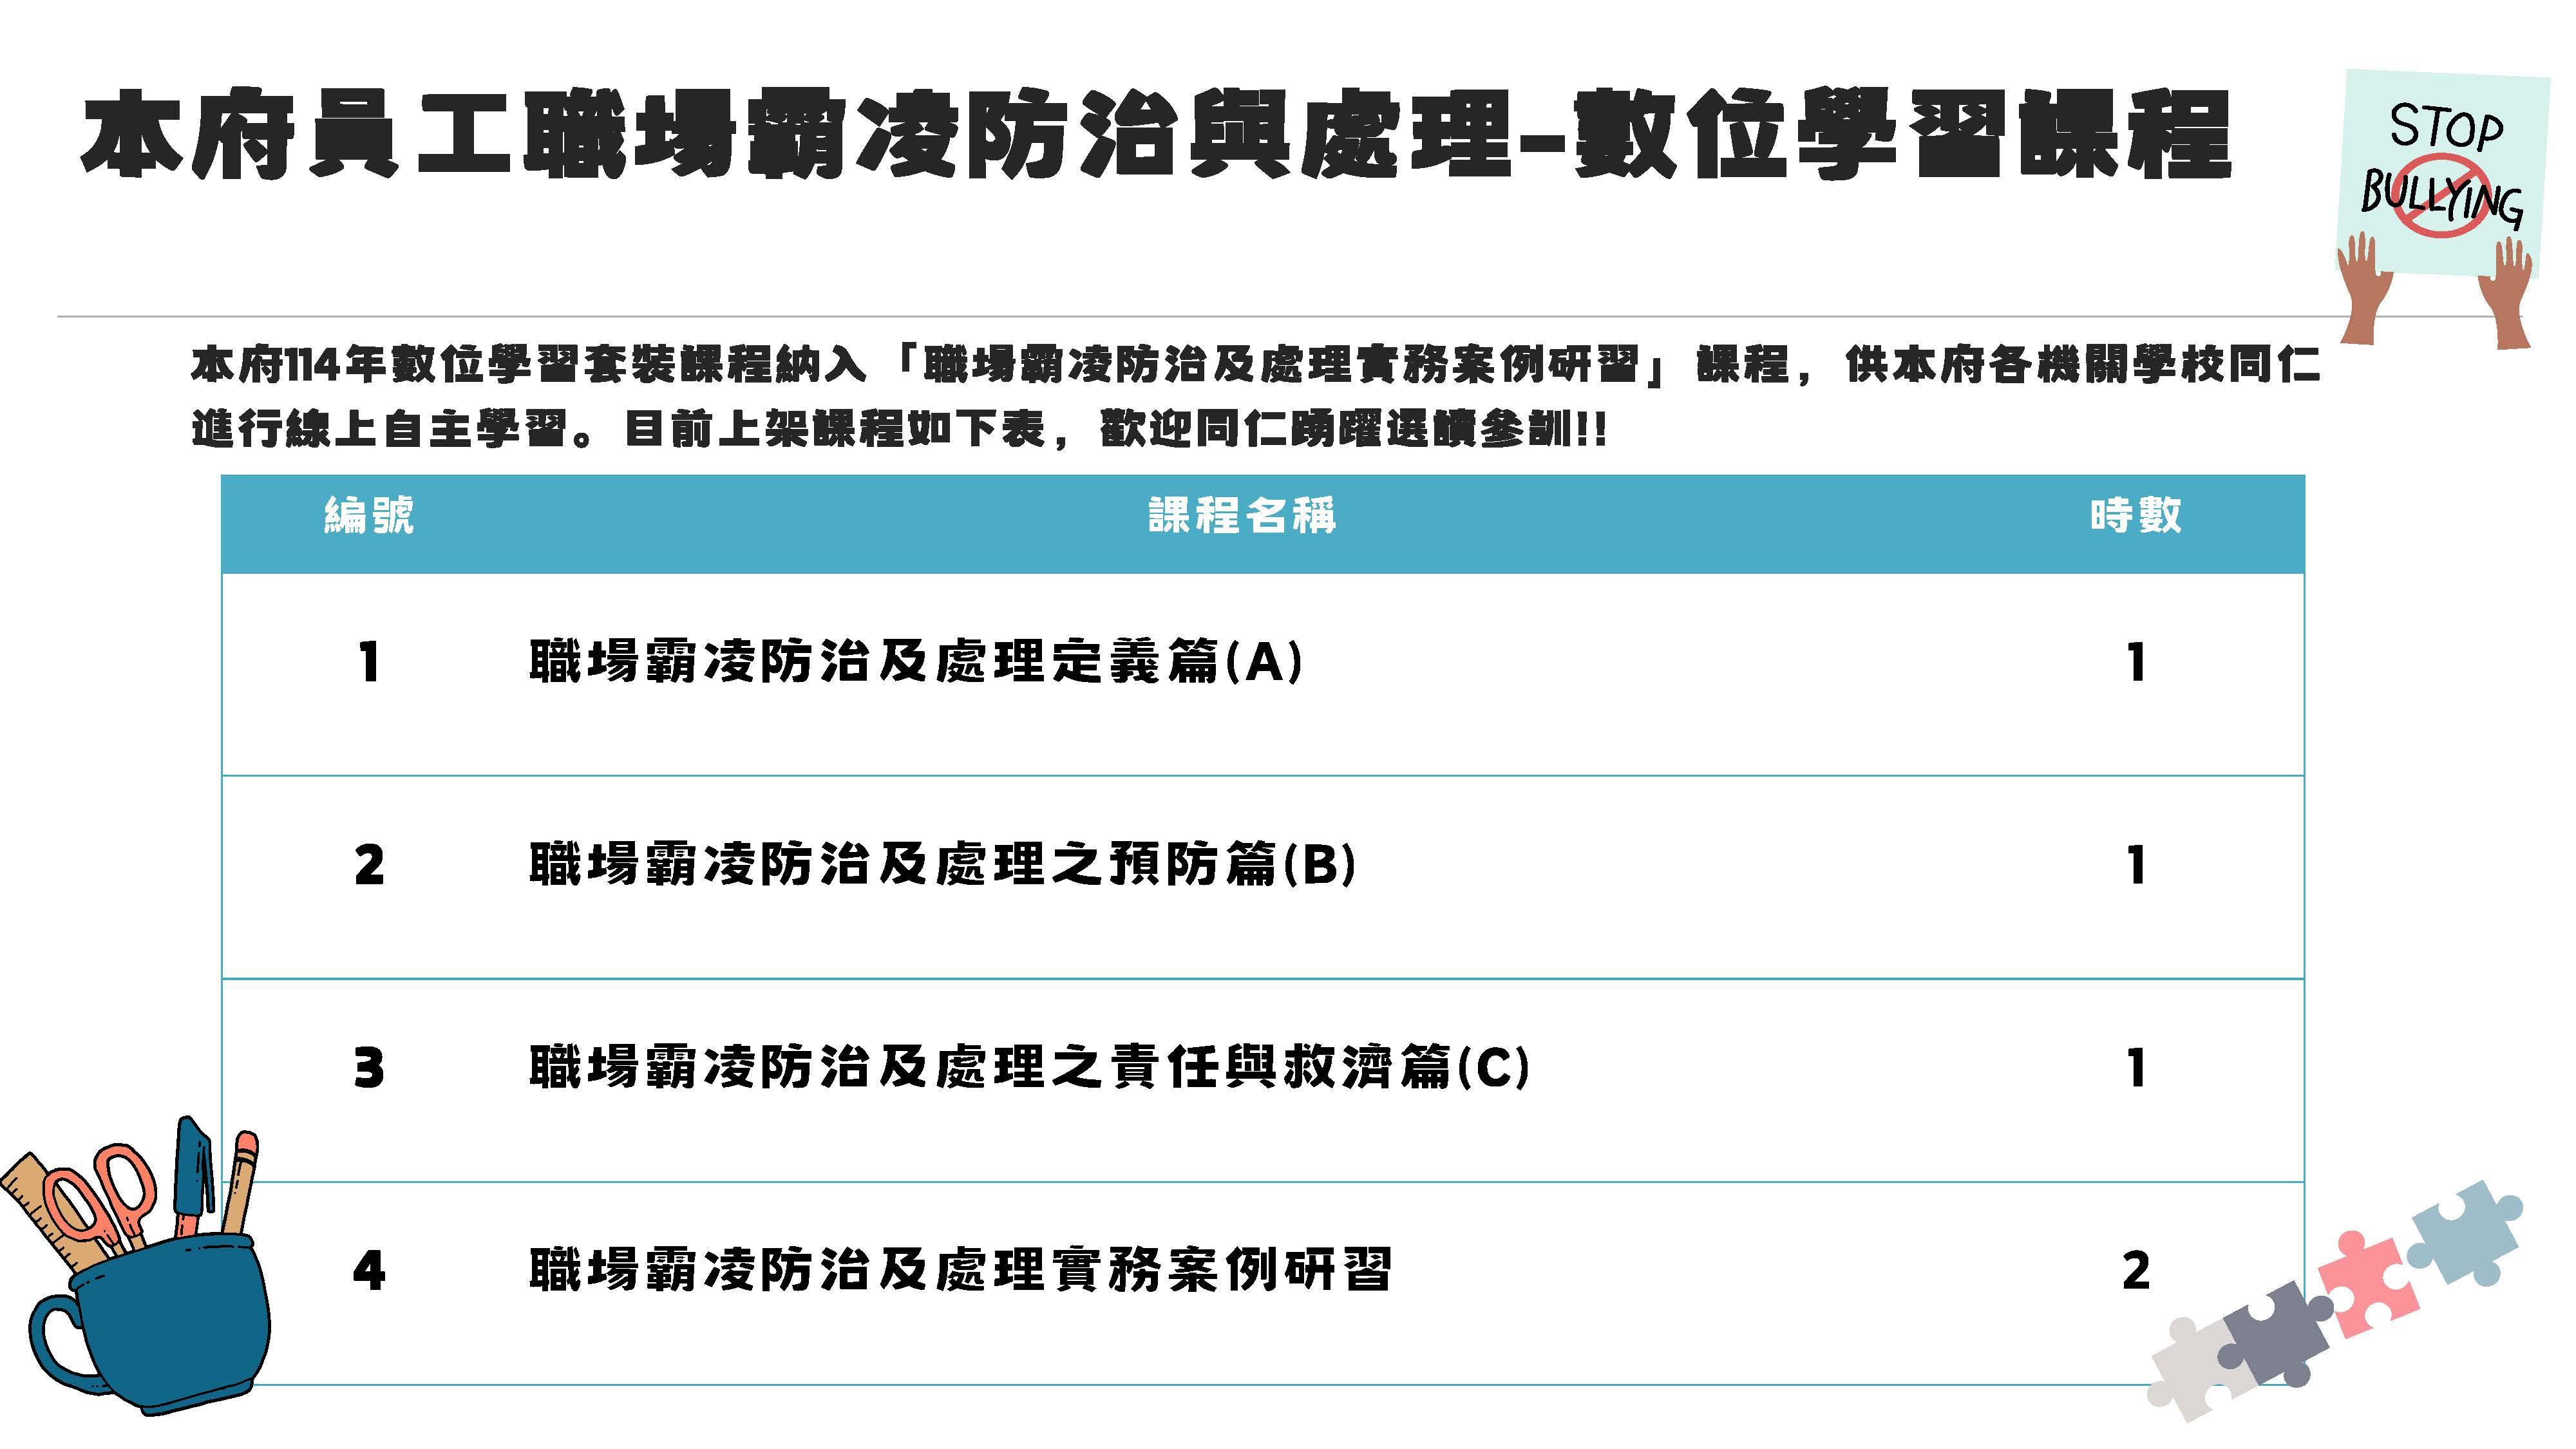 本府員工職場霸凌防治與處理-數位學習課程
STOP
BULLYING
本府114年數位學習套裝課程納入「職場霸凌防治及處理實務案例研習」課程，供本府各機關學校同仁
進行線上自主學習。目前上架課程如下表，歡迎同仁踴躍選讀參訓!!
編號 課程名稱 時數
1 職場霸凌防治及處理定義篇(A) 1
2 職場霸凌防治及處理之預防篇(B) 1
3 職場霸凌防治及處理之責任與救濟篇(C) 1
4 職場霸凌防治及處理實務案例研習 2